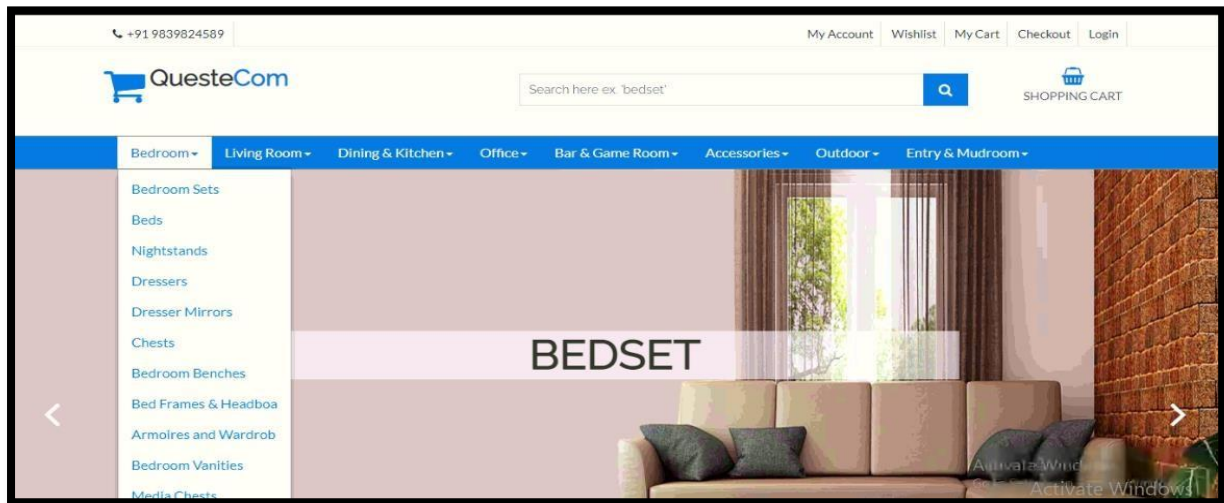 +91 9839824589
My Account Wishlist My Cart Checkout Login
QuesteCom
Search here ex. 'bedset'
SHOPPING CART
Bedroom Living Room Dining & Kitchen Office Bar & Game Room Accessories Outdoor Entry & Mudroom
Bedroom Sets
Beds
Nightstands
Dressers
Dresser Mirrors
Chests
BEDSET
Bedroom Benches
Bed Frames & Headboa
Armoires and Wardrob
Bedroom Vanities
Media Chests
Activate Windows